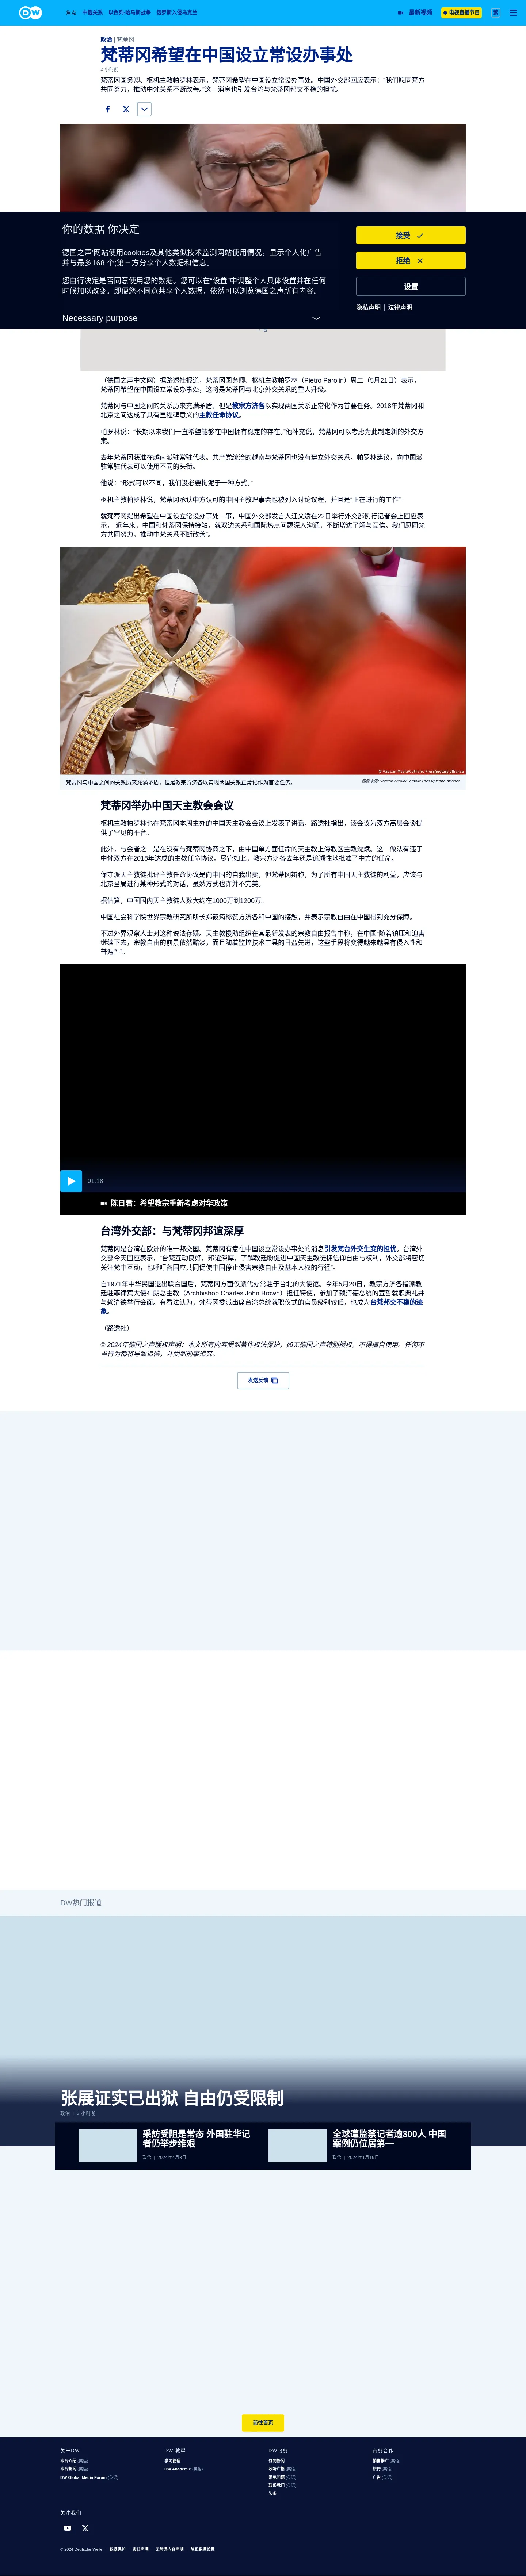 DW
焦点
中俄关系
以色列-哈马斯战争
俄罗斯入侵乌克兰
最新视频
电视直播节目
繁
政治 | 梵蒂冈
梵蒂冈希望在中国设立常设办事处
2 小时前
梵蒂冈国务卿、枢机主教帕罗林表示，梵蒂冈希望在中国设立常设办事处。中国外交部回应表示：“我们愿同梵方
共同努力，推动中梵关系不断改善。”这一消息也引发台湾与梵蒂冈邦交不稳的担忧。
你的数据 你决定
德国之声'网站使用cookies及其他类似技术监测网站使用情况，显示个人化广告
并与最多168 个;第三方分享个人数据和信息。
您自行决定是否同意使用您的数据。您可以在“设置”中调整个人具体设置并在任何
时候加以改变。即便您不同意共享个人数据，依然可以浏览德国之声所有内容。
Necessary purpose
接受
拒绝
设置
隐私声明 | 法律声明
（德国之声中文网）据路透社报道，梵蒂冈国务卿、枢机主教帕罗林（Pietro Parolin）周二（5月21日）表示，
梵蒂冈希望在中国设立常设办事处，这将是梵蒂冈与北京外交关系的重大升级。
梵蒂冈与中国之间的关系历来充满矛盾，但是教宗方济各以实现两国关系正常化作为首要任务。2018年梵蒂冈和
北京之间达成了具有里程碑意义的主教任命协议。
帕罗林说：“长期以来我们一直希望能够在中国拥有稳定的存在。”他补充说，梵蒂冈可以考虑为此制定新的外交方
案。
去年梵蒂冈获准在越南派驻常驻代表。共产党统治的越南与梵蒂冈也没有建立外交关系。帕罗林建议，向中国派
驻常驻代表可以使用不同的头衔。
他说：“形式可以不同，我们没必要拘泥于一种方式。”
枢机主教帕罗林说，梵蒂冈承认中方认可的中国主教理事会也被列入讨论议程，并且是“正在进行的工作”。
就梵蒂冈提出希望在中国设立常设办事处一事，中国外交部发言人汪文斌在22日举行外交部例行记者会上回应表
示，“近年来，中国和梵蒂冈保持接触，就双边关系和国际热点问题深入沟通，不断增进了解与互信。我们愿同梵
方共同努力，推动中梵关系不断改善”。
© Vatican Media/Catholic Press/picture alliance
梵蒂冈与中国之间的关系历来充满矛盾，但是教宗方济各以实现两国关系正常化作为首要任务。
图像来源: Vatican Media/Catholic Press/picture alliance
梵蒂冈举办中国天主教会会议
枢机主教帕罗林也在梵蒂冈本周主办的中国天主教会会议上发表了讲话，路透社指出，该会议为双方高层会谈提
供了罕见的平台。
此外，与会者之一是在没有与梵蒂冈协商之下，由中国单方面任命的天主教上海教区主教沈斌。这一做法有违于
中梵双方在2018年达成的主教任命协议。尽管如此，教宗方济各去年还是追溯性地批准了中方的任命。
保守派天主教徒批评主教任命协议是向中国的自我出卖，但梵蒂冈辩称，为了所有中国天主教徒的利益，应该与
北京当局进行某种形式的对话，虽然方式也许并不完美。
据估算，中国国内天主教徒人数大约在1000万到1200万。
中国社会科学院世界宗教研究所所长郑筱筠称赞方济各和中国的接触，并表示宗教自由在中国得到充分保障。
不过外界观察人士对这种说法存疑。天主教援助组织在其最新发表的宗教自由报告中称，在中国“随着镇压和迫害
继续下去，宗教自由的前景依然黯淡，而且随着监控技术工具的日益先进，这些手段将变得越来越具有侵入性和
普遍性”。
01:18
陈日君：希望教宗重新考虑对华政策
台湾外交部：与梵蒂冈邦谊深厚
梵蒂冈是台湾在欧洲的唯一邦交国。梵蒂冈有意在中国设立常设办事处的消息引发梵台外交生变的担忧。台湾外
交部今天回应表示，“台梵互动良好，邦谊深厚，了解教廷盼促进中国天主教徒拥信仰自由与权利，外交部将密切
关注梵中互动，也呼吁各国应共同促使中国停止侵害宗教自由及基本人权的行径”。
自1971年中华民国退出联合国后，梵蒂冈方面仅派代办常驻于台北的大使馆。今年5月20日，教宗方济各指派教
廷驻菲律宾大使布朗总主教（Archbishop Charles John Brown）担任特使，参加了赖清德总统的宣誓就职典礼并
与赖清德举行会面。有看法认为，梵蒂冈委派出席台湾总统就职仪式的官员级别较低，也成为台梵邦交不稳的迹
象。
（路透社）
© 2024年德国之声版权声明：本文所有内容受到著作权法保护，如无德国之声特别授权，不得擅自使用。任何不
当行为都将导致追偿，并受到刑事追究。
发送反馈
DW热门报道
张展证实已出狱 自由仍受限制
政治 | 6 小时前
采访受阻是常态 外国驻华记
者仍举步维艰
政治 | 2024年4月8日
全球遭监禁记者逾300人 中国
案例仍位居第一
政治 | 2024年1月18日
前往首页
关于DW
本台介绍 (英语)
本台新闻 (英语)
DW Global Media Forum (英语)
DW 教學
学习德语
DW Akademie (英语)
DW服务
订阅新闻
收听广播 (英语)
常见问题 (英语)
联系我们 (英语)
头条
商务合作
销售推广 (英语)
旅行 (英语)
广告 (英语)
关注我们
© 2024 Deutsche Welle | 数据保护 | 责任声明 | 无障碍内容声明 | 隐私数据设置